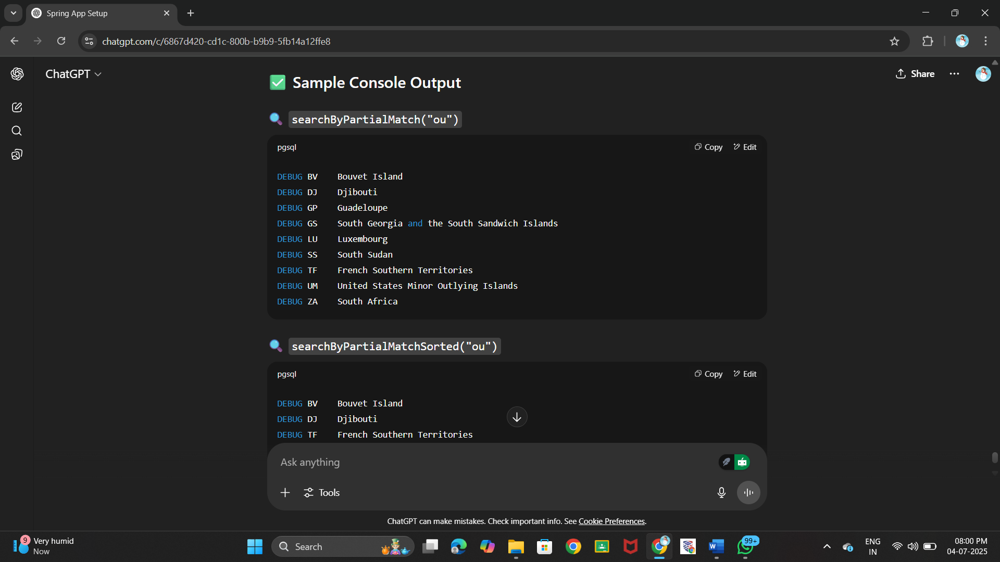 Spring App Setup
chatgpt.com/c/6867d420-cd1c-800b-b9b9-5fb14a12ffe8
ChatGPT
Share
✅ Sample Console Output
🔍 searchByPartialMatch("ou")
pgsql
Copy
Edit
DEBUG BV    Bouvet Island
DEBUG DJ    Djibouti
DEBUG GP    Guadeloupe
DEBUG GS    South Georgia and the South Sandwich Islands
DEBUG LU    Luxembourg
DEBUG SS    South Sudan
DEBUG TF    French Southern Territories
DEBUG UM    United States Minor Outlying Islands
DEBUG ZA    South Africa
🔍 searchByPartialMatchSorted("ou")
pgsql
Copy
Edit
DEBUG BV    Bouvet Island
DEBUG DJ    Djibouti
DEBUG TF    French Southern Territories
Ask anything
Tools
ChatGPT can make mistakes. Check important info. See Cookie Preferences.
9
Very humid
Now
Search
W
99+
ENG
IN
08:00 PM
04-07-2025